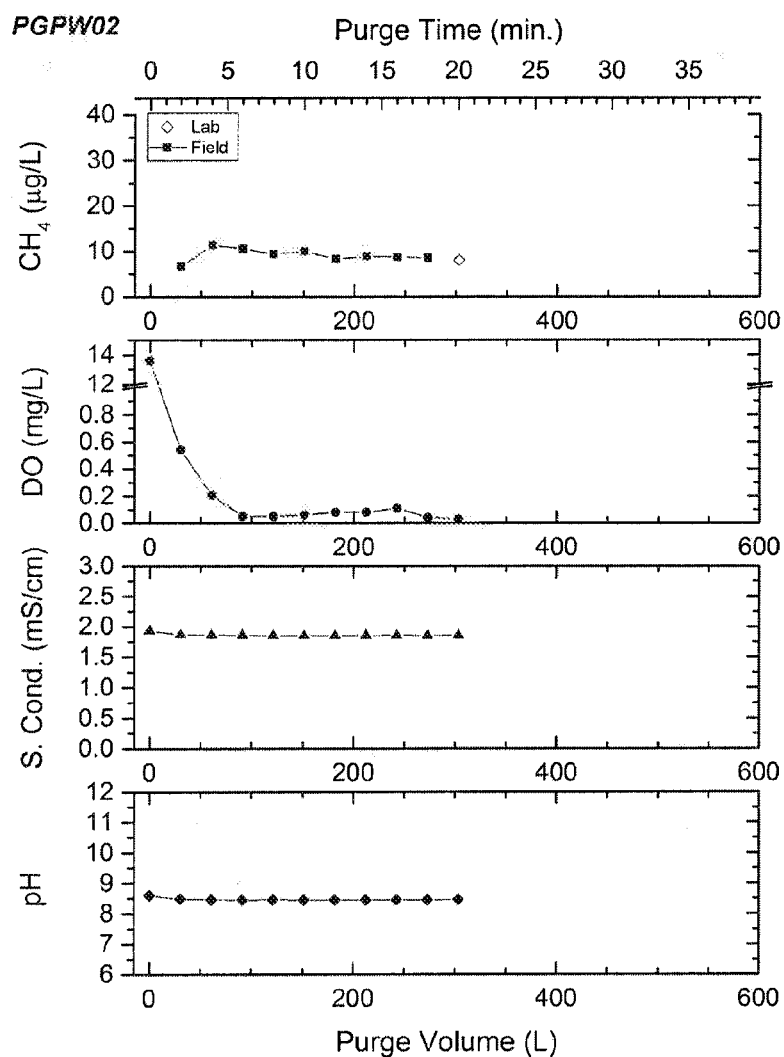 PGPW02
Purge Time (min.)
0 5 10 15 20 25 30 35
CH4 (µg/L)
40
30
20
10
0
Lab
Field
0 200 400 600
DO (mg/L)
14
12
0.8
0.6
0.4
0.2
0.0
0 200 400 600
S. Cond. (mS/cm)
3.0
2.5
2.0
1.5
1.0
0.5
0.0
0 200 400 600
pH
12
11
10
9
8
7
6
0 200 400 600
Purge Volume (L)